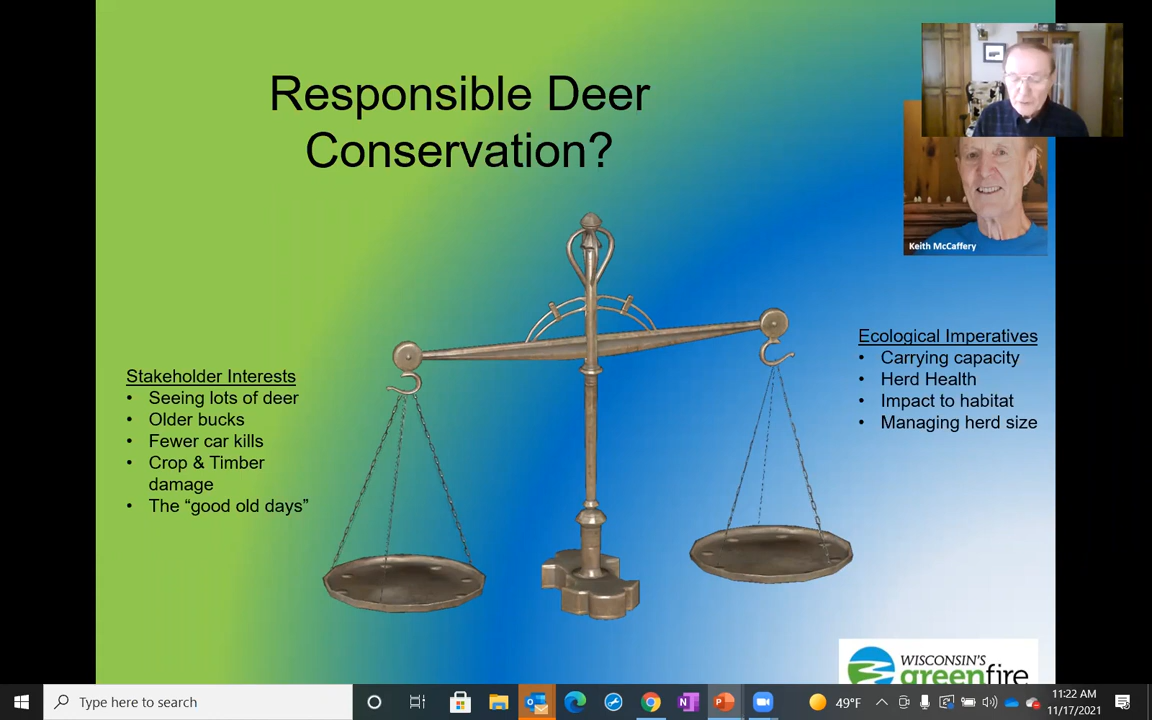 Responsible Deer
Conservation?
Keith McCaffery
Stakeholder Interests
• Seeing lots of deer
• Older bucks
• Fewer car kills
• Crop & Timber
damage
• The “good old days”
Ecological Imperatives
• Carrying capacity
• Herd Health
• Impact to habitat
• Managing herd size
WISCONSIN'S
greenfire
Type here to search
49°F
11:22 AM
11/17/2021